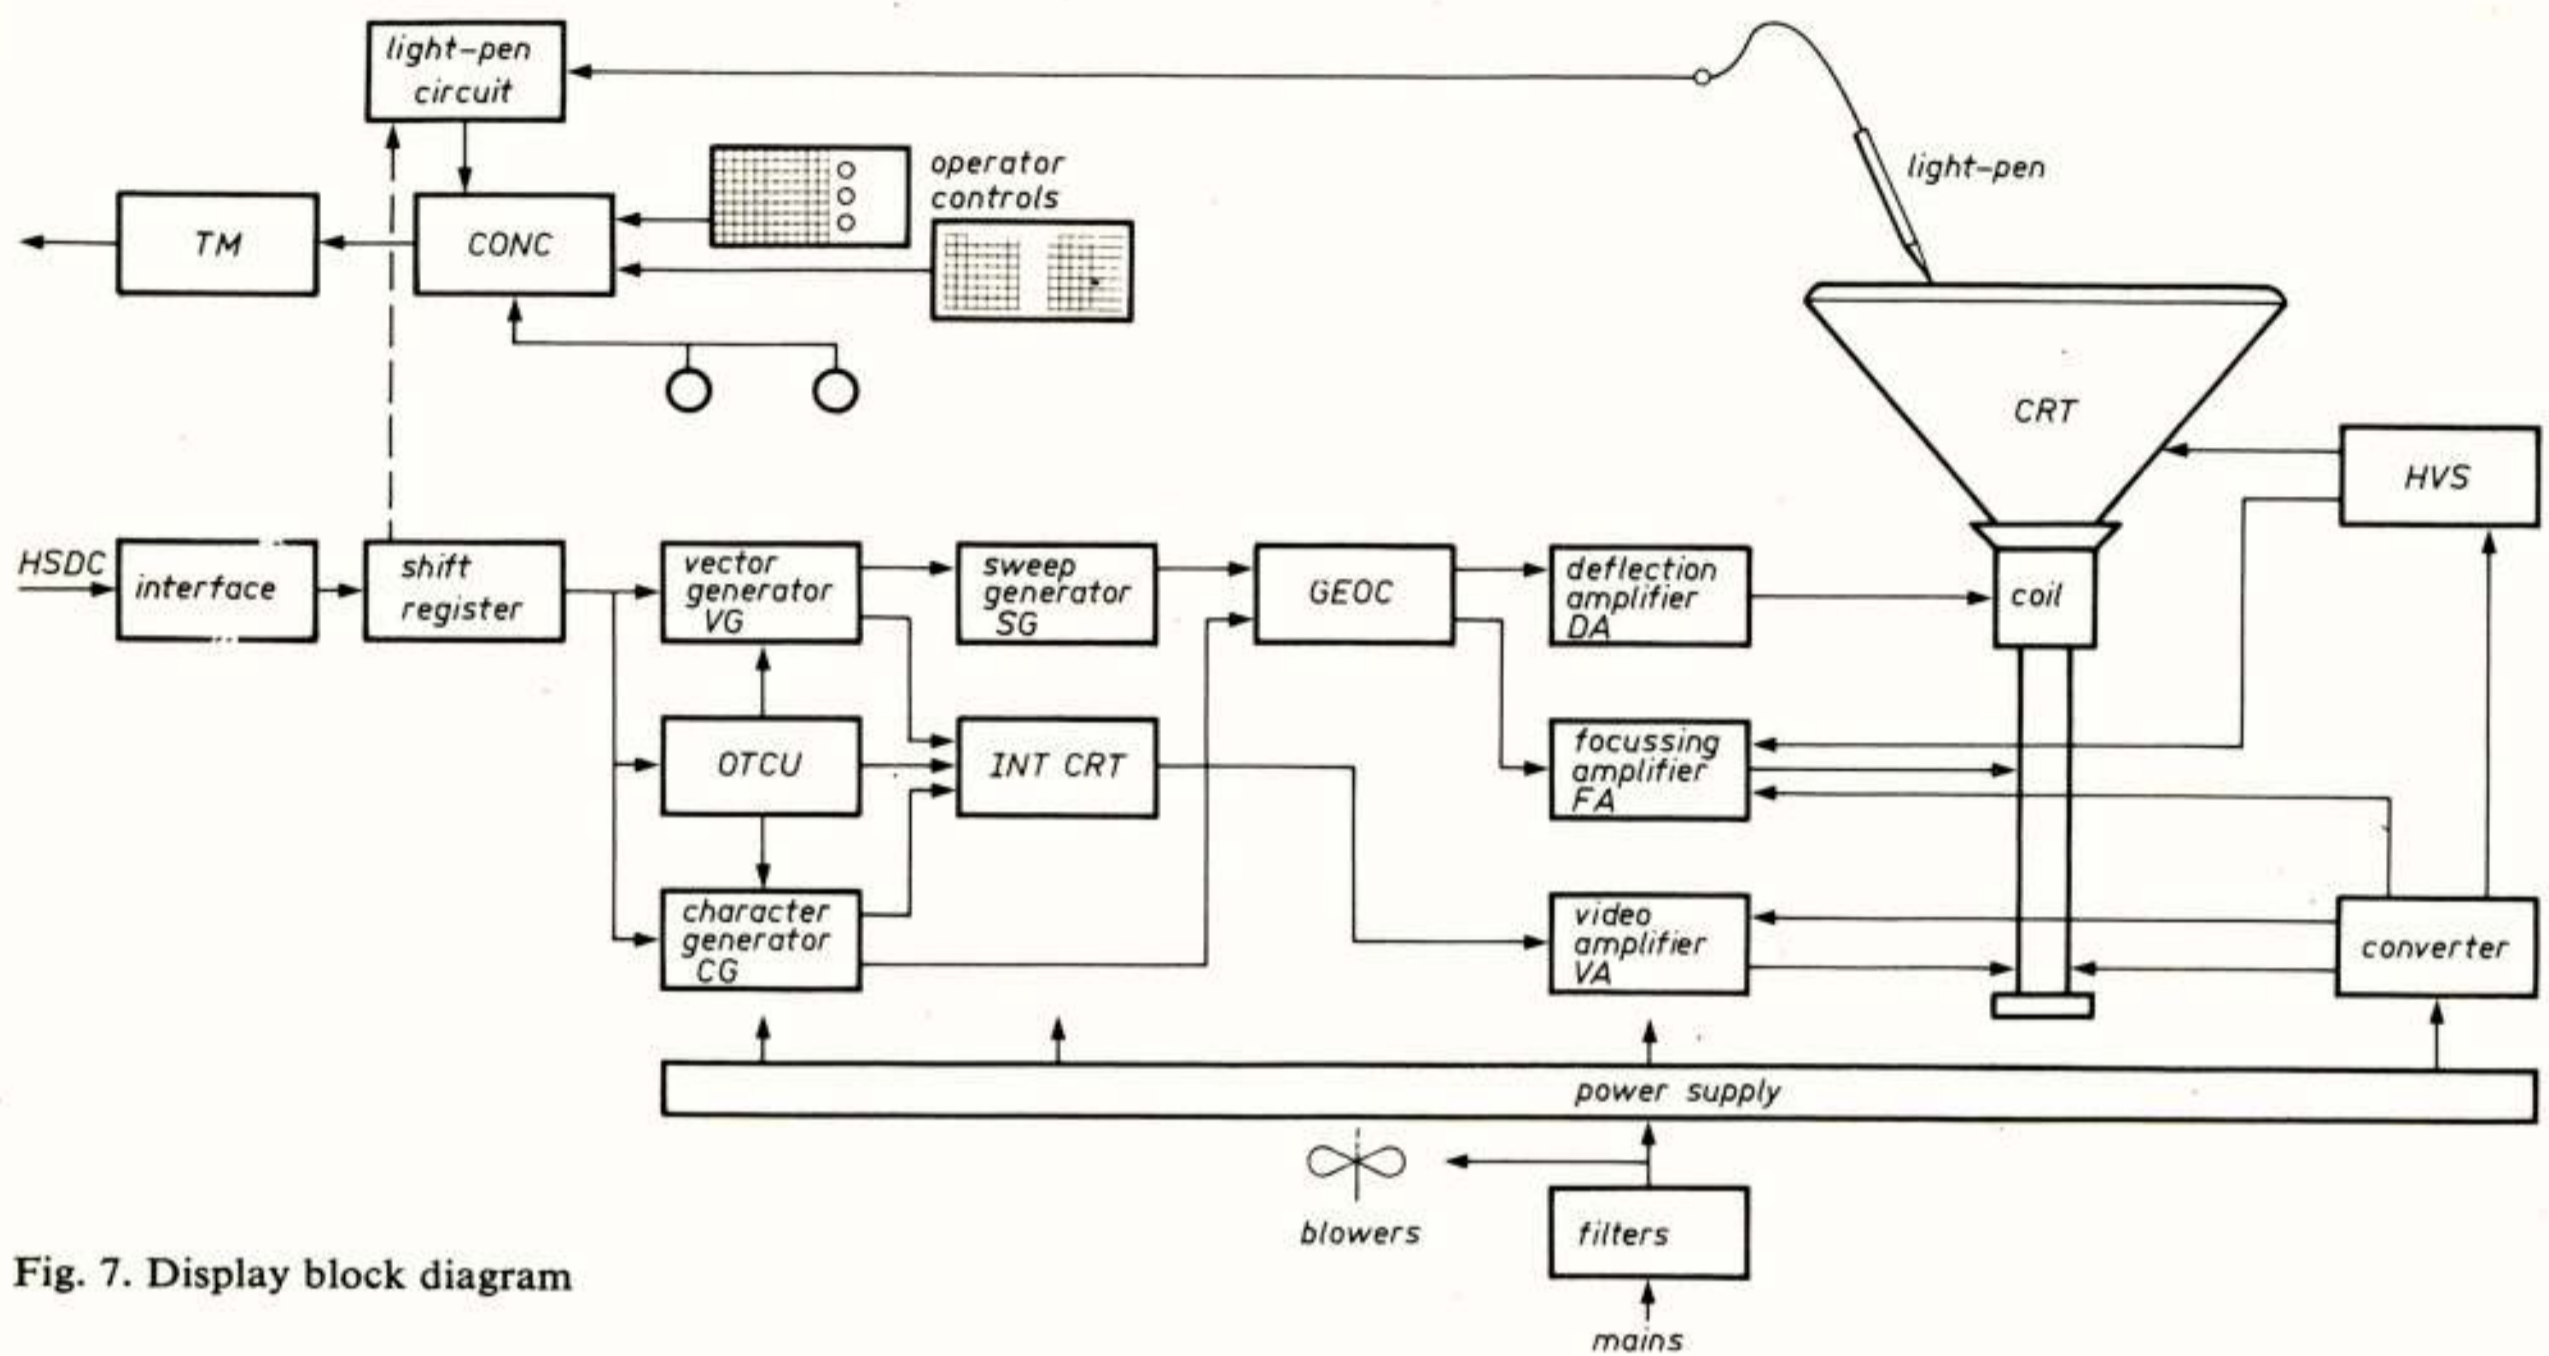 light-pen
circuit
operator
controls
light-pen
TM
CONC
CRT
HVS
HSDC
interface
shift
register
vector
generator
VG
sweep
generator
SG
GEOC
deflection
amplifier
DA
coil
OTCU
INT CRT
focussing
amplifier
FA
character
generator
CG
video
amplifier
VA
converter
power supply
blowers
filters
mains
Fig. 7. Display block diagram